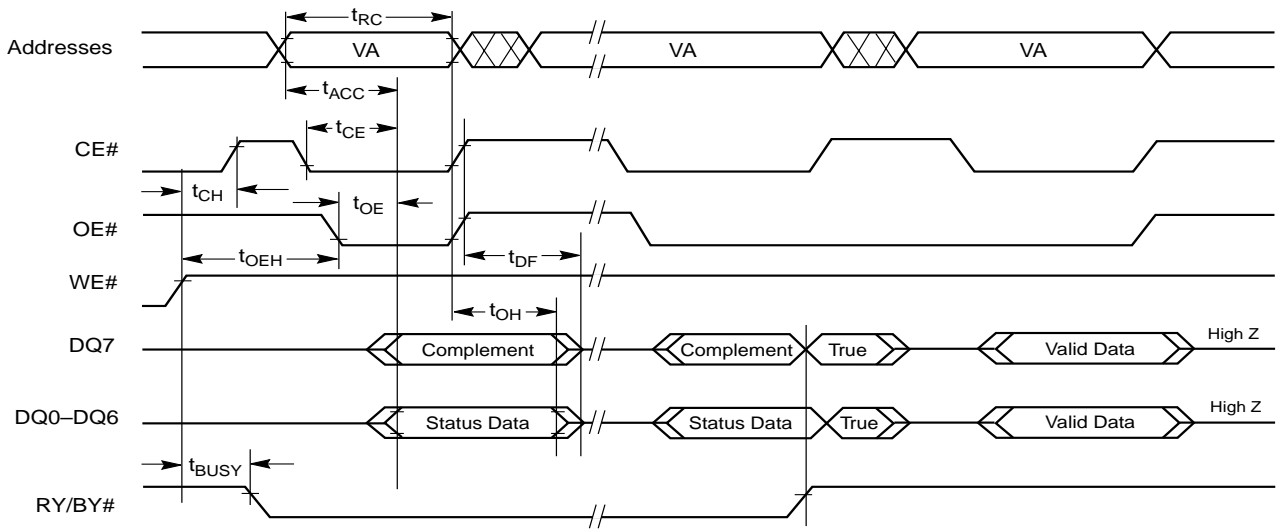 tRC
Addresses VA VA VA
tACC
tCE
CE#
tCH tOE
OE#
tOEH tDF
WE#
tOH
DQ7 Complement Complement True Valid Data High Z
DQ0–DQ6 Status Data Status Data True Valid Data High Z
tBUSY
RY/BY#